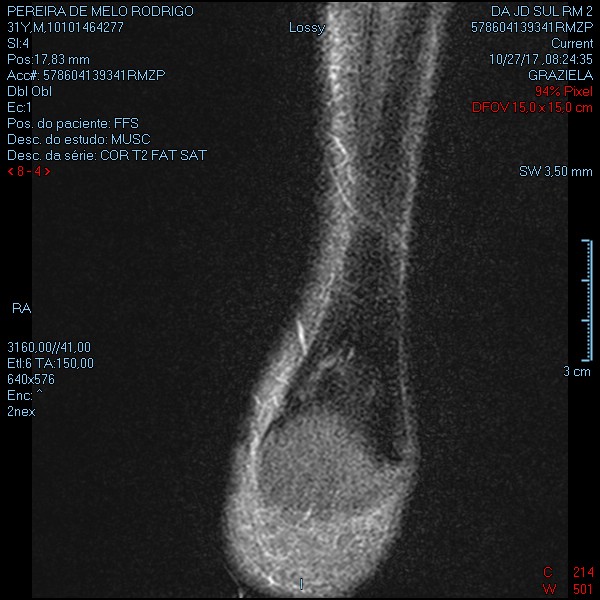 PEREIRA DE MELO RODRIGO
31Y,M,10101464277
Sl:4
Pos:17,83 mm
Acc#: 578604139341RMZP
Dbl Obl
Ec:1
Pos. do paciente: FFS
Desc. do estudo: MUSC
Desc. da série: COR T2 FAT SAT
< 8 - 4 >
Lossy
DA JD SUL RM 2
578604139341RMZP
Current
10/27/17 ,08:24:35
GRAZIELA
94% Pixel
DFOV 15,0 x 15,0 cm
SW 3,50 mm
RA
3 cm
3160,00//41,00
Etl:6 TA:150,00
640x576
Enc: ^
2nex
I
C 214
W 501